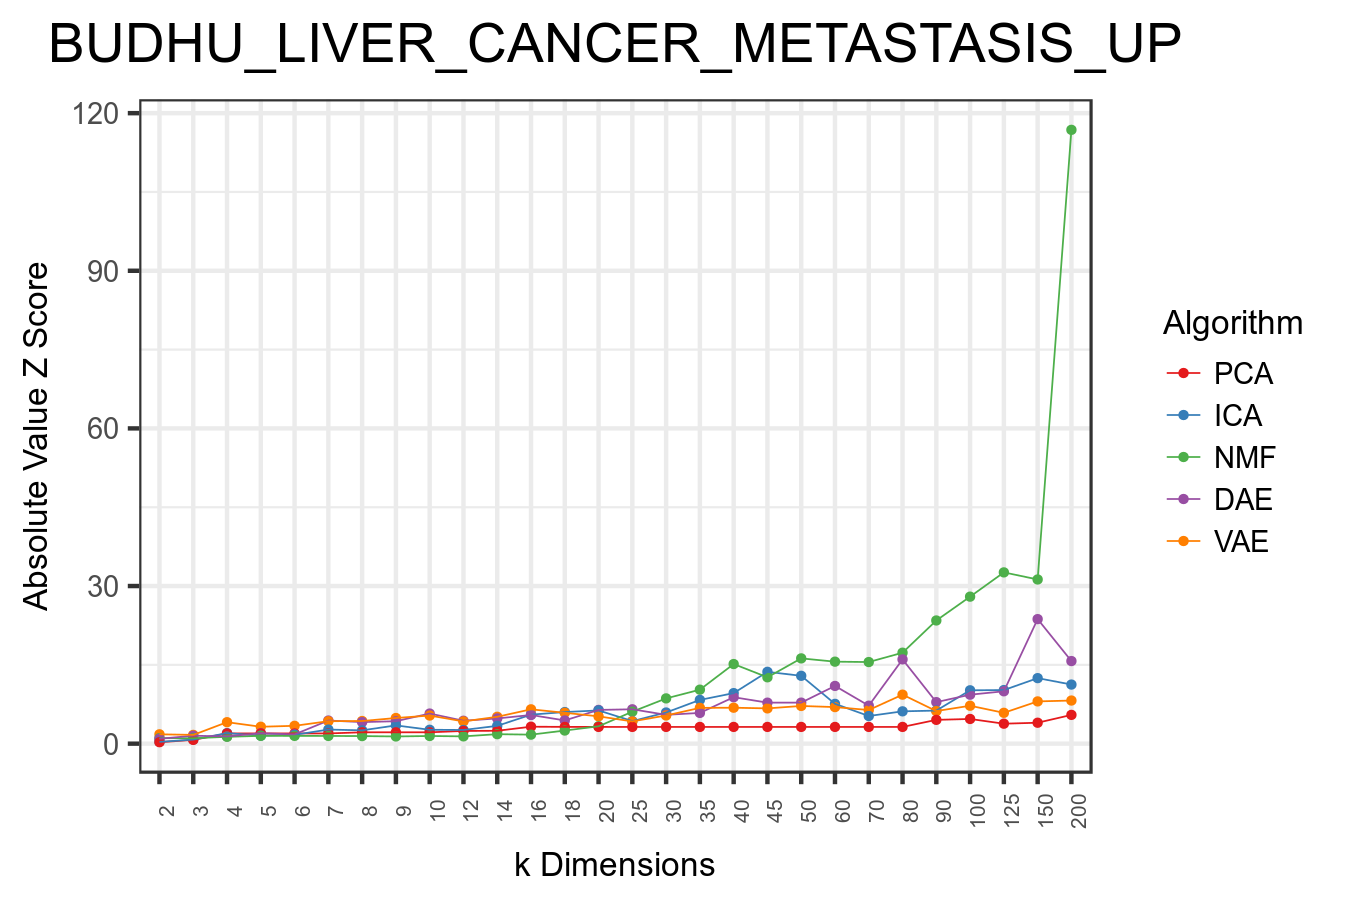 BUDHU_LIVER_CANCER_METASTASIS_UP
120
90
60
30
0
Absolute Value Z Score
2 3 4 5 6 7 8 9 10 12 14 16 18 20 25 30 35 40 45 50 60 70 80 90 100 125 150 200
k Dimensions
Algorithm
PCA
ICA
NMF
DAE
VAE